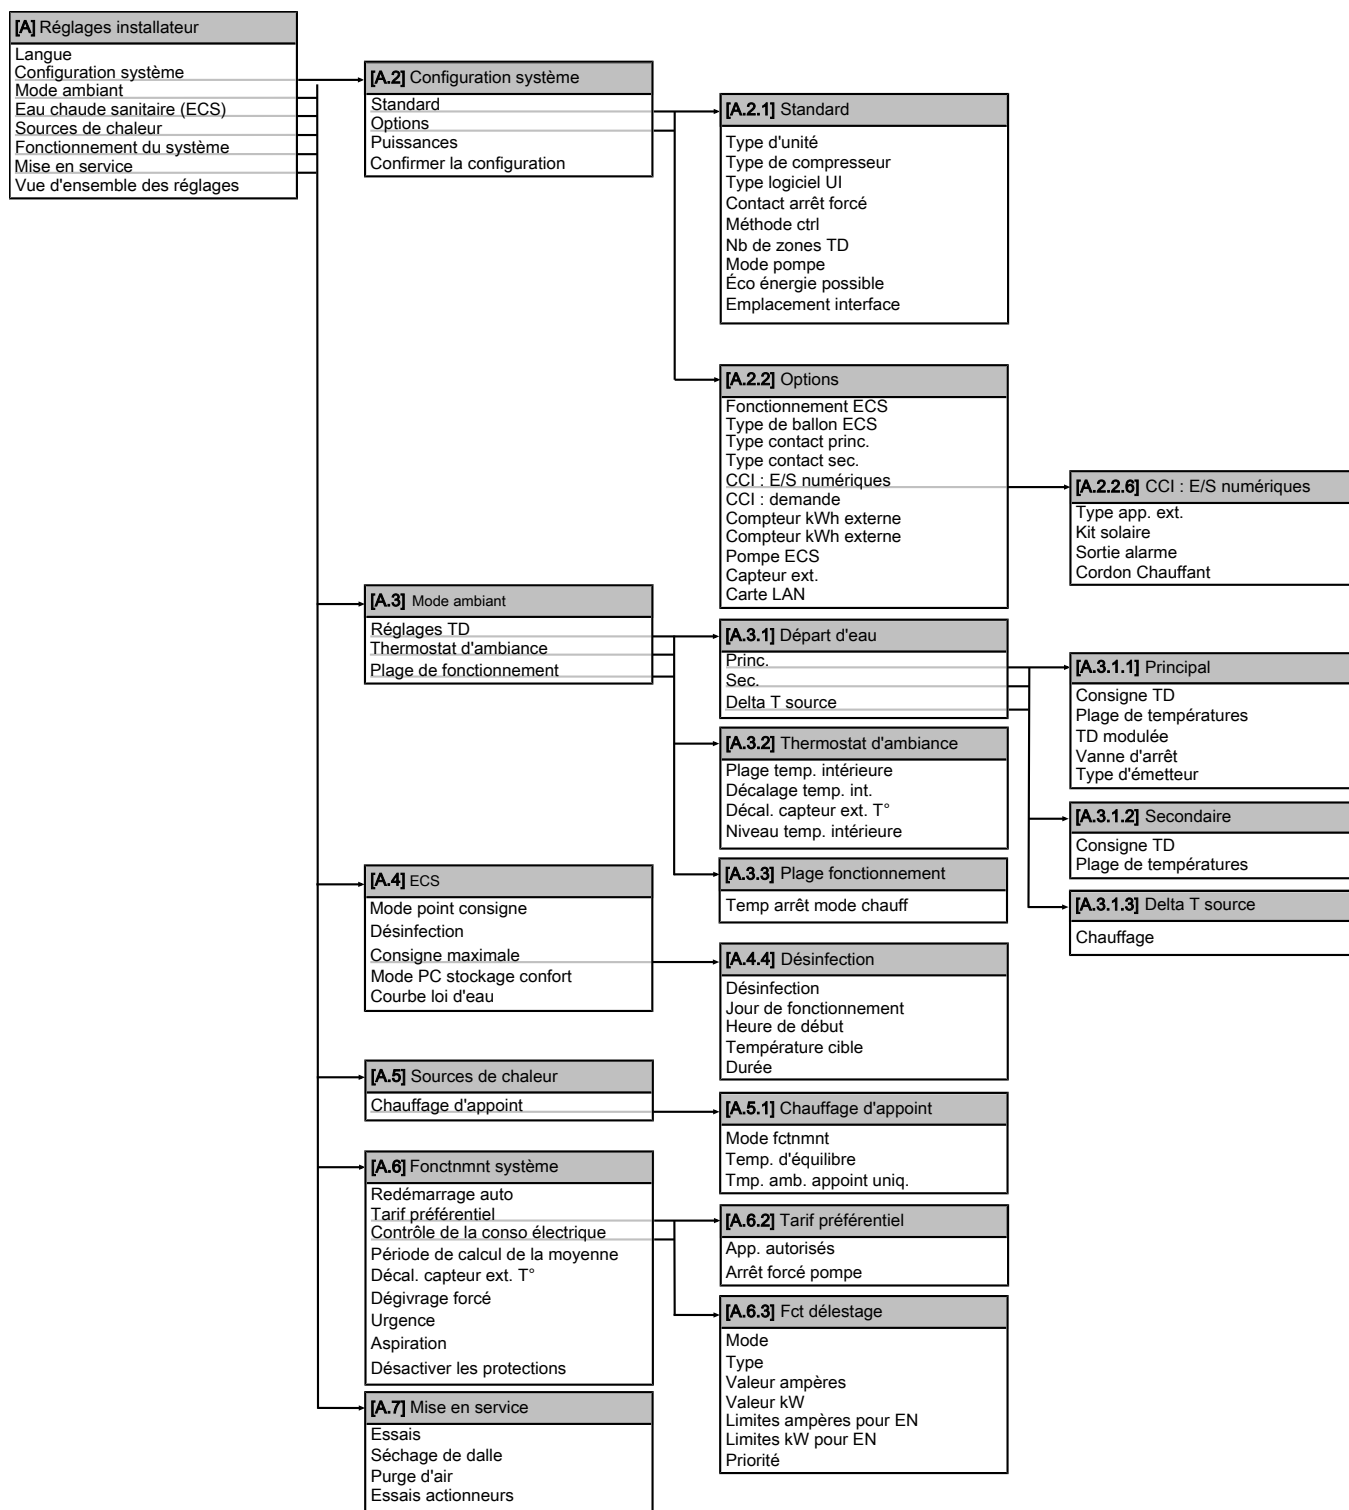 [A] Réglages installateur
Langue
Configuration système
Mode ambiant
Eau chaude sanitaire (ECS)
Sources de chaleur
Fonctionnement du système
Mise en service
Vue d'ensemble des réglages
[A.2] Configuration système
Standard
Options
Puissances
Confirmer la configuration
[A.2.1] Standard
Type d'unité
Type de compresseur
Type logiciel UI
Contact arrêt forcé
Méthode ctrl
Nb de zones TD
Mode pompe
Éco énergie possible
Emplacement interface
[A.2.2] Options
Fonctionnement ECS
Type de ballon ECS
Type contact princ.
Type contact sec.
CCI : E/S numériques
CCI : demande
Compteur kWh externe
Compteur kWh externe
Pompe ECS
Capteur ext.
Carte LAN
[A.2.2.6] CCI : E/S numériques
Type app. ext.
Kit solaire
Sortie alarme
Cordon Chauffant
[A.3] Mode ambiant
Réglages TD
Thermostat d'ambiance
Plage de fonctionnement
[A.3.1] Départ d'eau
Princ.
Sec.
Delta T source
[A.3.1.1] Principal
Consigne TD
Plage de températures
TD modulée
Vanne d'arrêt
Type d'émetteur
[A.3.2] Thermostat d'ambiance
Plage temp. intérieure
Décalage temp. int.
Décal. capteur ext. T°
Niveau temp. intérieure
[A.3.1.2] Secondaire
Consigne TD
Plage de températures
[A.3.3] Plage fonctionnement
Temp arrêt mode chauff
[A.3.1.3] Delta T source
Chauffage
[A.4] ECS
Mode point consigne
Désinfection
Consigne maximale
Mode PC stockage confort
Courbe loi d'eau
[A.4.4] Désinfection
Désinfection
Jour de fonctionnement
Heure de début
Température cible
Durée
[A.5] Sources de chaleur
Chauffage d'appoint
[A.5.1] Chauffage d'appoint
Mode fctnmnt
Temp. d'équilibre
Tmp. amb. appoint uniq.
[A.6] Fonctnmnt système
Redémarrage auto
Tarif préférentiel
Contrôle de la conso électrique
Période de calcul de la moyenne
Décal. capteur ext. T°
Dégivrage forcé
Urgence
Aspiration
Désactiver les protections
[A.6.2] Tarif préférentiel
App. autorisés
Arrêt forcé pompe
[A.6.3] Fct délestage
Mode
Type
Valeur ampères
Valeur kW
Limites ampères pour EN
Limites kW pour EN
Priorité
[A.7] Mise en service
Essais
Séchage de dalle
Purge d'air
Essais actionneurs